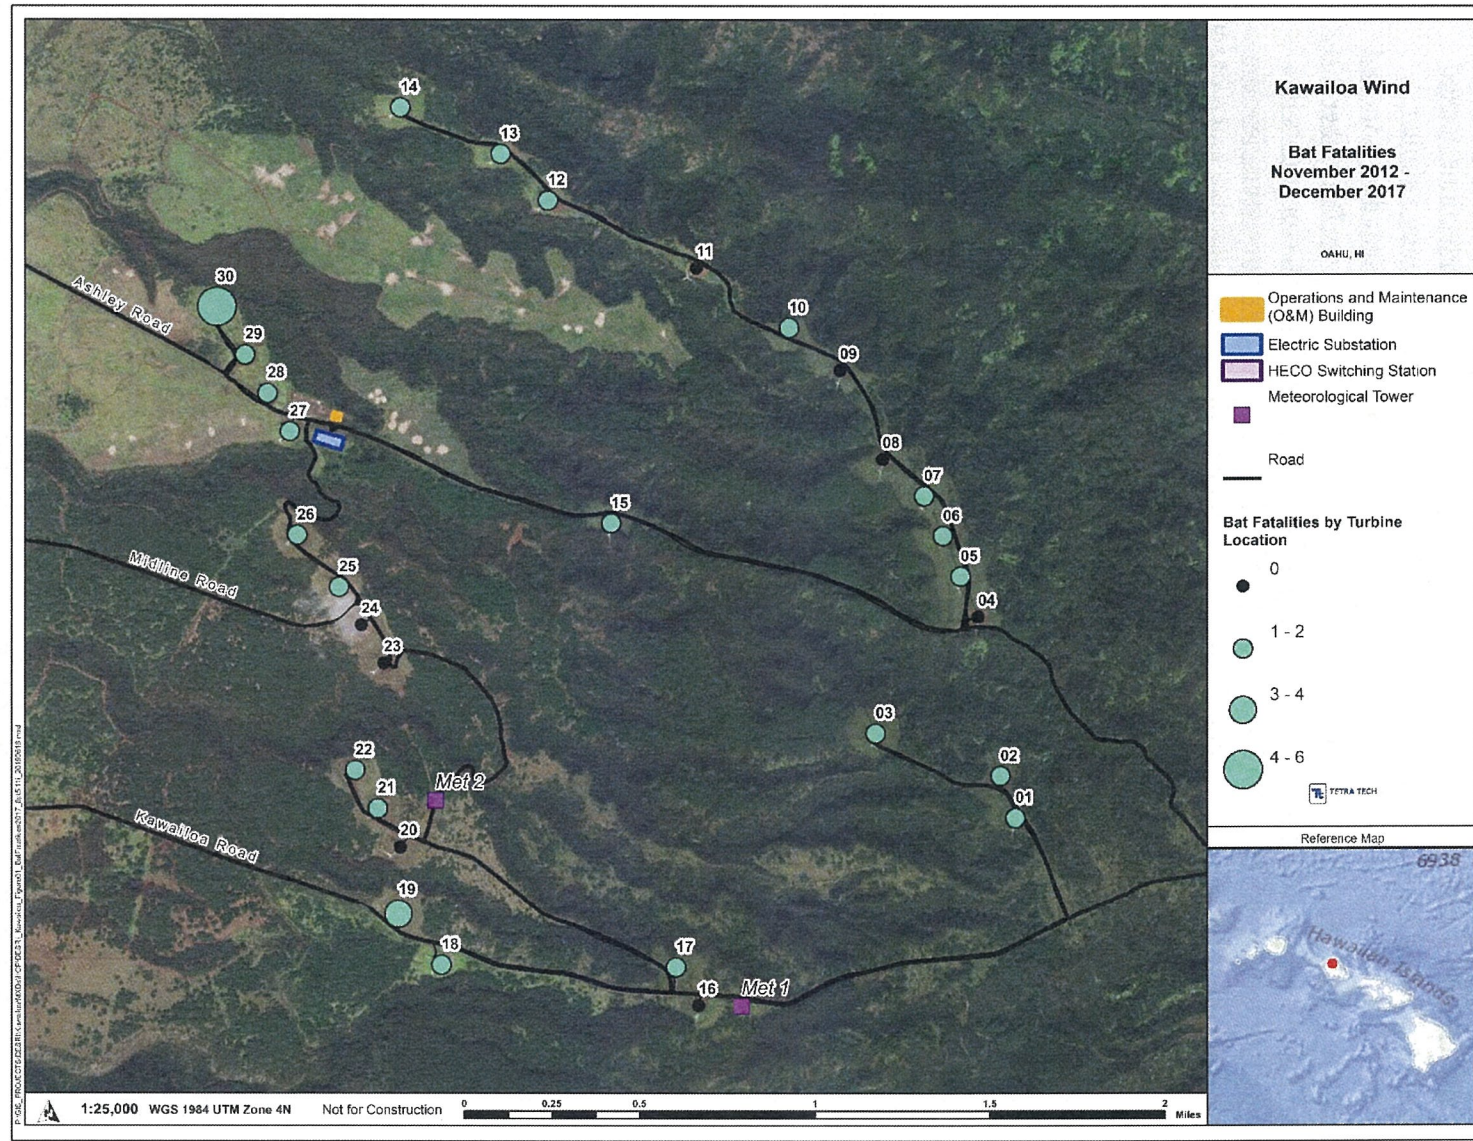 14
13
12
11
30
Ashley Road
10
29
09
28
27
08
07
15
06
26
05
Midline Road
25
04
24
23
03
22
02
Met 2
21
01
Kawailoa Road
20
19
18
17
16
Met 1
1:25,000 WGS 1984 UTM Zone 4N Not for Construction
0 0.25 0.5 1 1.5 2
Miles
Kawailoa Wind
Bat Fatalities
November 2012 -
December 2017
OAHU, HI
Operations and Maintenance
(O&M) Building
Electric Substation
HECO Switching Station
Meteorological Tower
Road
Bat Fatalities by Turbine
Location
0
1 - 2
3 - 4
4 - 6
TETRA TECH
Reference Map
6938
Hawaiian Islands